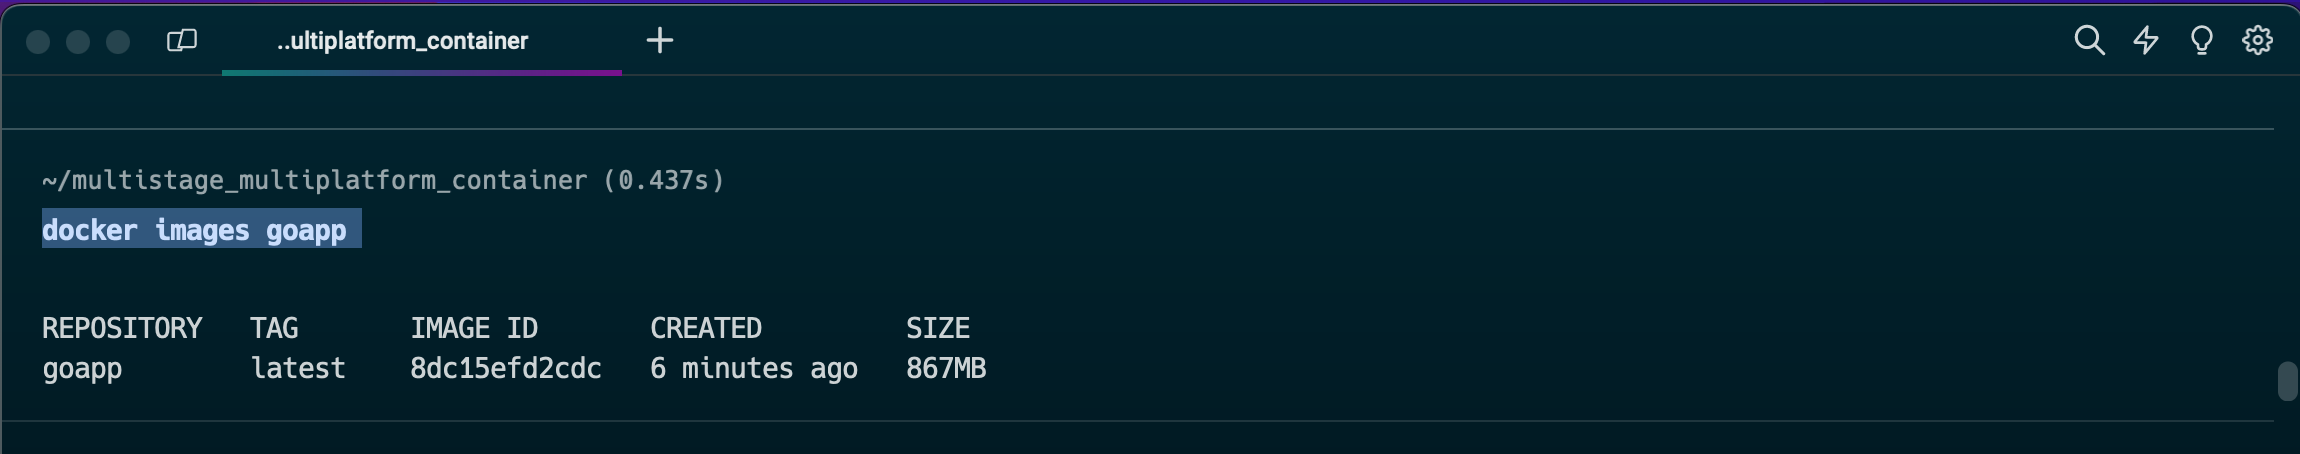 ..ultiplatform_container
~/multistage_multiplatform_container (0.437s)
docker images goapp
REPOSITORY TAG IMAGE ID CREATED SIZE
goapp latest 8dc15efd2cdc 6 minutes ago 867MB